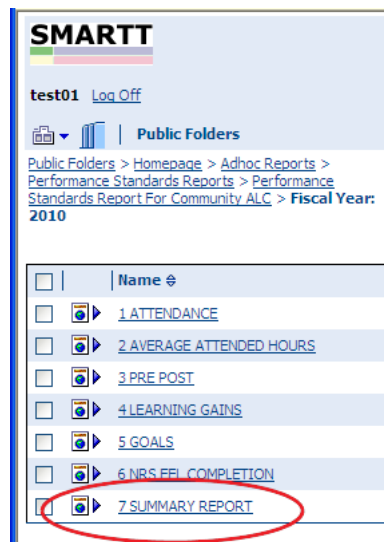 SMARTT
test01 Log Off
Public Folders
Public Folders > Homepage > Adhoc Reports >
Performance Standards Reports > Performance
Standards Report For Community ALC > Fiscal Year:
2010
Name
1 ATTENDANCE
2 AVERAGE ATTENDED HOURS
3 PRE POST
4 LEARNING GAINS
5 GOALS
6 NRS EFL COMPLETION
7 SUMMARY REPORT